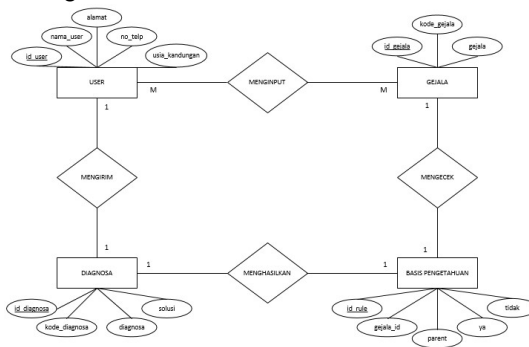 alamat
nama_user
no_telp
id_user
usia_kandungan
USER
M
MENGINPUT
M
kode_gejala
id_gejala
gejala
GEJALA
1
1
MENGIRIM
MENGECEK
1
1
DIAGNOSA
1
MENGHASILKAN
1
BASIS PENGETAHUAN
id_diagnosa
solusi
kode_diagnosa
diagnosa
id_rule
tidak
gejala_id
ya
parent